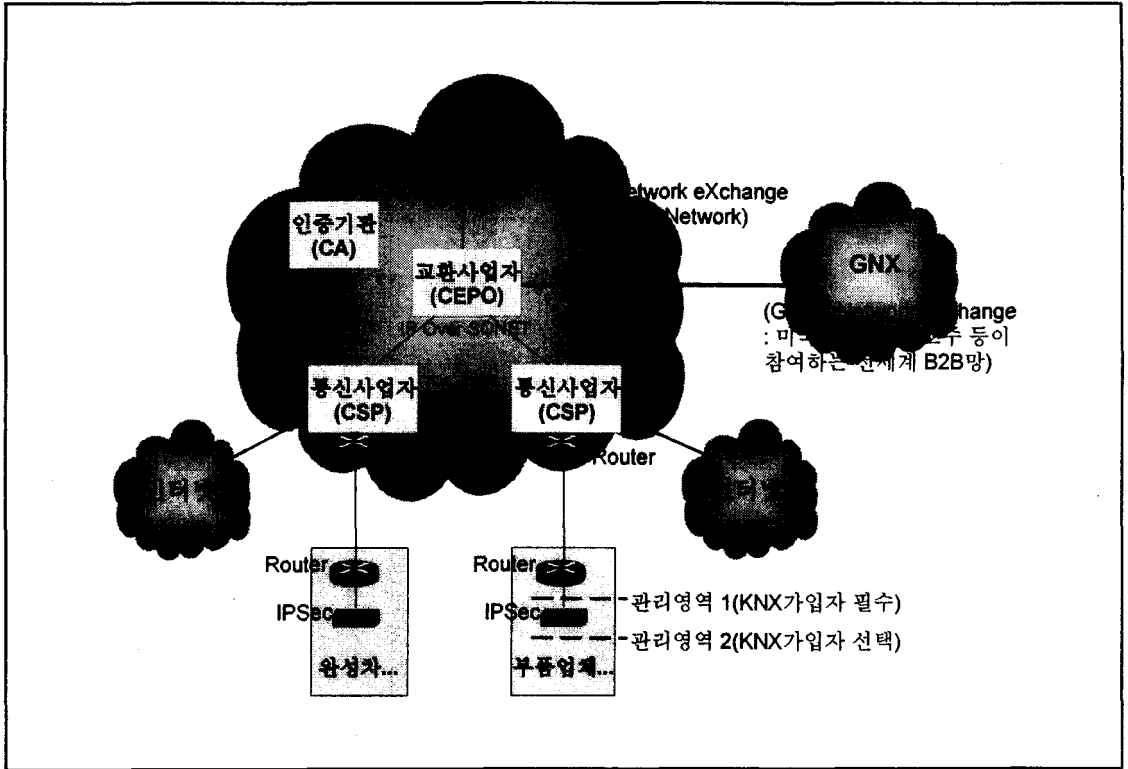 etwork eXchange
Network)
인증기관
(CA)
교환사업자
(CEPO)
IP Over SONET
GNX
(G
hange
: 미
주 등이
참여하는 전세계 B2B망)
통신사업자
(CSP)
통신사업자
(CSP)
Router
Router
IPSec
완성차...
Router
IPSec
부품업체...
관리영역 1(KNX가입자 필수)
관리영역 2(KNX가입자 선택)